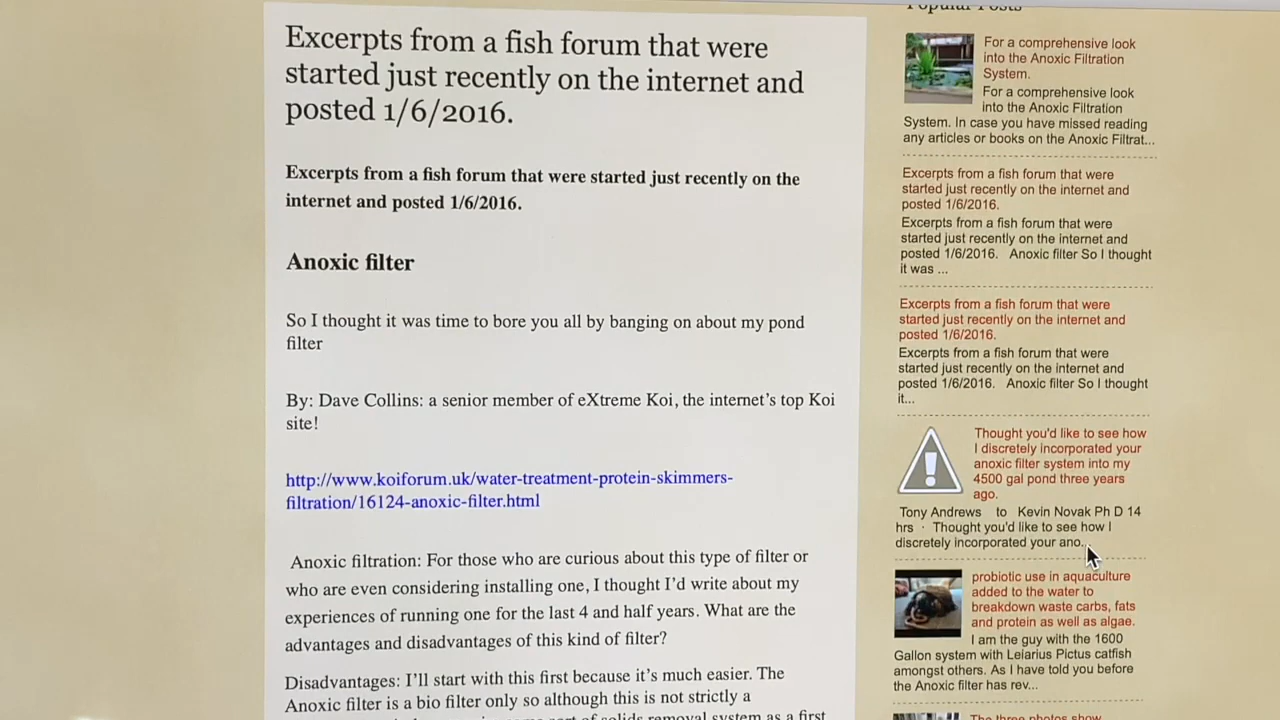 Excerpts from a fish forum that were
started just recently on the internet and
posted 1/6/2016.
Excerpts from a fish forum that were started just recently on the
internet and posted 1/6/2016.
Anoxic filter
So I thought it was time to bore you all by banging on about my pond
filter
By: Dave Collins: a senior member of eXtreme Koi, the internet's top Koi
site!
http://www.koiforum.uk/water-treatment-protein-skimmers-
filtration/16124-anoxic-filter.html
Anoxic filtration: For those who are curious about this type of filter or
who are even considering installing one, I thought I'd write about my
experiences of running one for the last 4 and half years. What are the
advantages and disadvantages of this kind of filter?
Disadvantages: I'll start with this first because it's much easier. The
Anoxic filter is a bio filter only so although this is not strictly a
of solids removal system as a first
Popular Posts
For a comprehensive look
into the Anoxic Filtration
System.
For a comprehensive look
into the Anoxic Filtration
System. In case you have missed reading
any articles or books on the Anoxic Filtrat...
Excerpts from a fish forum that were
started just recently on the internet and
posted 1/6/2016.
Excerpts from a fish forum that were
started just recently on the internet and
posted 1/6/2016. Anoxic filter So I thought
it was ...
Excerpts from a fish forum that were
started just recently on the internet and
posted 1/6/2016.
Excerpts from a fish forum that were
started just recently on the internet and
posted 1/6/2016. Anoxic filter So I thought
it...
Thought you'd like to see how
I discretely incorporated your
anoxic filter system into my
4500 gal pond three years
ago.
Tony Andrews to Kevin Novak Ph D 14
hrs · Thought you'd like to see how I
discretely incorporated your ano...
probiotic use in aquaculture
added to the water to
breakdown waste carbs, fats
and protein as well as algae.
I am the guy with the 1600
Gallon system with Leiarius Pictus catfish
amongst others. As I have told you before
the Anoxic filter has rev...
The three photos show